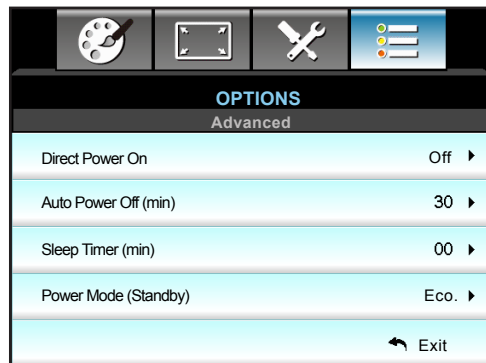 OPTIONS
Advanced
Direct Power On Off
Auto Power Off (min) 30
Sleep Timer (min) 00
Power Mode (Standby) Eco.
Exit